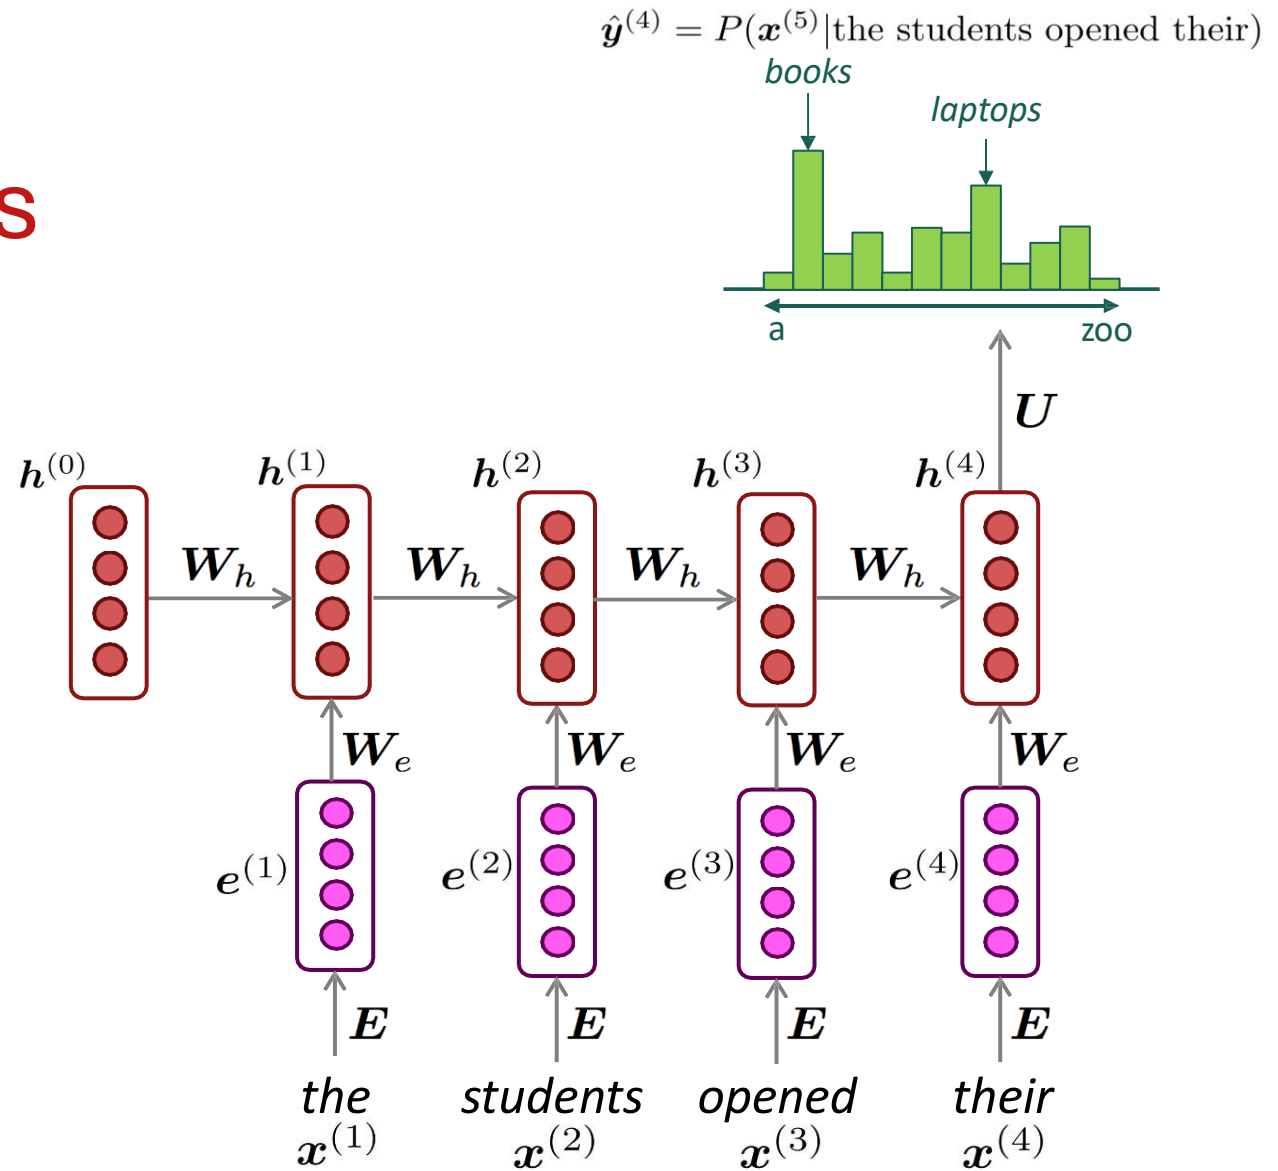 ŷ⁽⁴⁾ = P(x⁽⁵⁾|the students opened their)
books
laptops
s
a zoo
U
h⁽⁰⁾ h⁽¹⁾ h⁽²⁾ h⁽³⁾ h⁽⁴⁾
Wₕ Wₕ Wₕ Wₕ
Wₑ Wₑ Wₑ Wₑ
e⁽¹⁾ e⁽²⁾ e⁽³⁾ e⁽⁴⁾
E E E E
the students opened their
x⁽¹⁾ x⁽²⁾ x⁽³⁾ x⁽⁴⁾